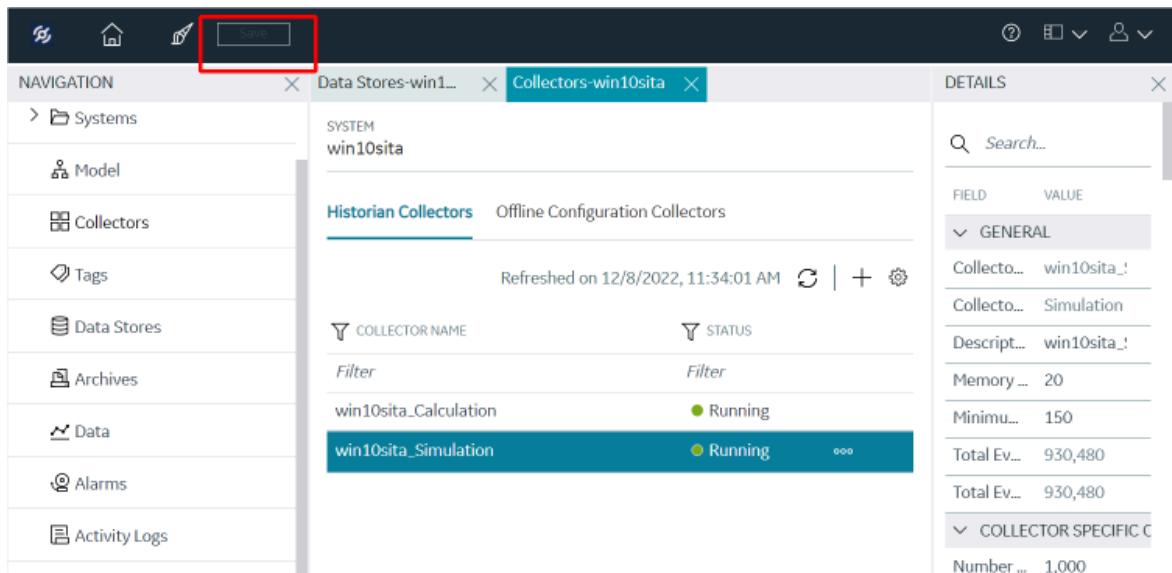 Save
NAVIGATION
Systems
Model
Collectors
Tags
Data Stores
Archives
Data
Alarms
Activity Logs
Data Stores-win1...
Collectors-win10sita
SYSTEM
win10sita
Historian Collectors Offline Configuration Collectors
Refreshed on 12/8/2022, 11:34:01 AM
COLLECTOR NAME STATUS
Filter Filter
win10sita_Calculation Running
win10sita_Simulation Running
DETAILS
Search...
FIELD VALUE
GENERAL
Collecto... win10sita_
Collecto... Simulation
Descript... win10sita_
Memory ... 20
Minimu... 150
Total Ev... 930,480
Total Ev... 930,480
COLLECTOR SPECIFIC C
Number ... 1,000